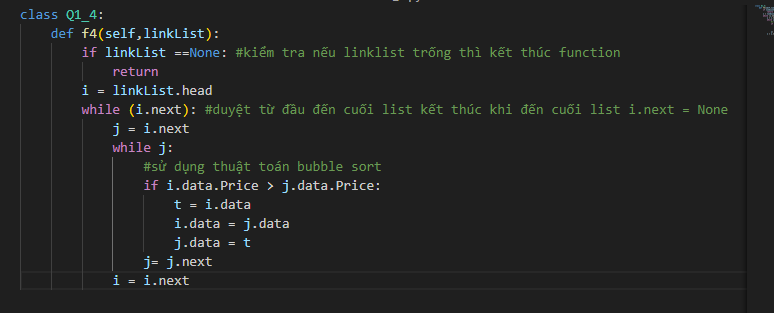 class Q1_4:
    def f4(self,linkList):
        if linkList ==None: #kiểm tra nếu linklist trống thì kết thúc function
            return
        i = linkList.head
        while (i.next): #duyệt từ đầu đến cuối list kết thúc khi đến cuối list i.next = None
            j = i.next
            while j:
                #sử dụng thuật toán bubble sort
                if i.data.Price > j.data.Price:
                    t = i.data
                    i.data = j.data
                    j.data = t
                j= j.next
            i = i.next